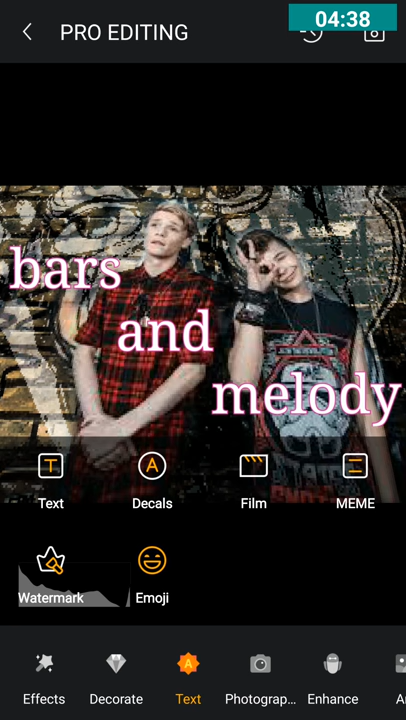 04:38
PRO EDITING
bars
and
melody
Text Decals Film MEME
Watermark Emoji
Effects Decorate Text Photograp... Enhance